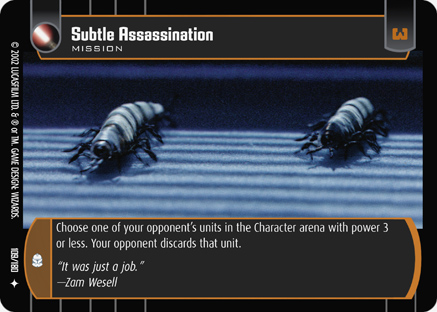 Subtle Assassination
MISSION
3
Choose one of your opponent's units in the Character arena with power 3
or less. Your opponent discards that unit.
"It was just a job."
—Zam Wesell
© 2002 LUCASFILM LTD. & ® or TM. GAME DESIGN: WIZARDS.
109/180